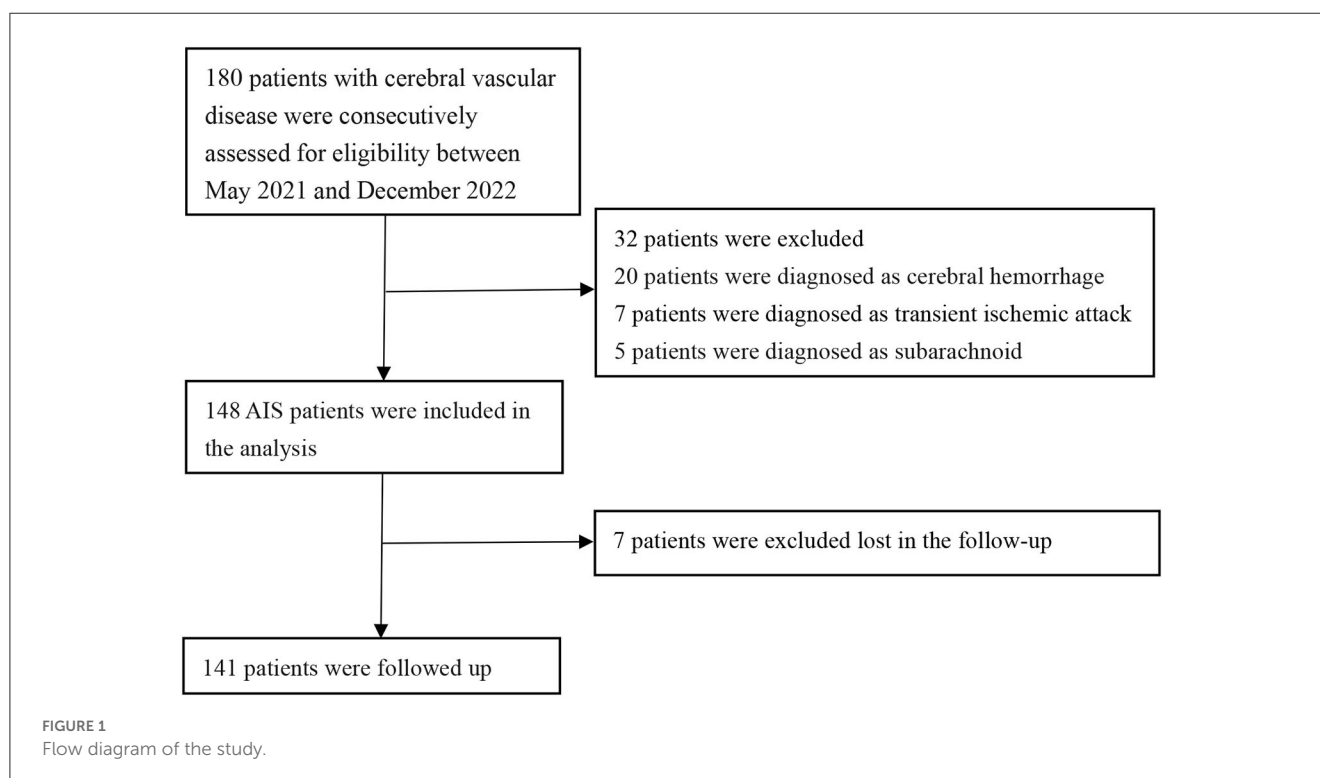 180 patients with cerebral vascular
disease were consecutively
assessed for eligibility between
May 2021 and December 2022
32 patients were excluded
20 patients were diagnosed as cerebral hemorrhage
7 patients were diagnosed as transient ischemic attack
5 patients were diagnosed as subarachnoid
148 AIS patients were included in
the analysis
7 patients were excluded lost in the follow-up
141 patients were followed up
FIGURE 1
Flow diagram of the study.